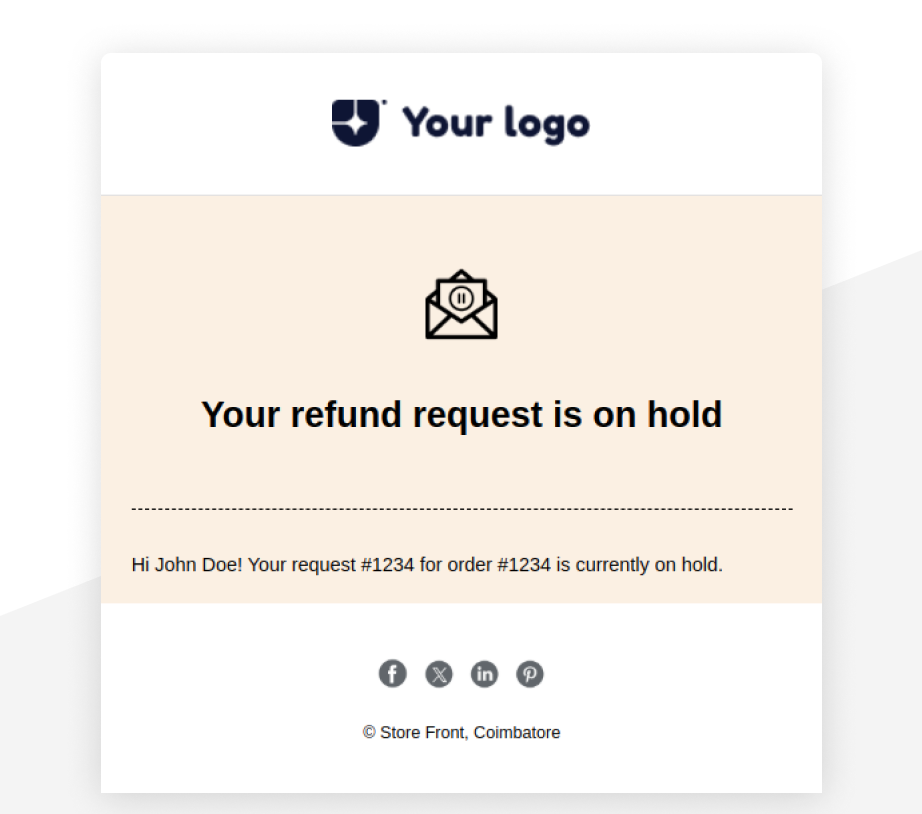 Your logo
Your refund request is on hold
Hi John Doe! Your request #1234 for order #1234 is currently on hold.
© Store Front, Coimbatore